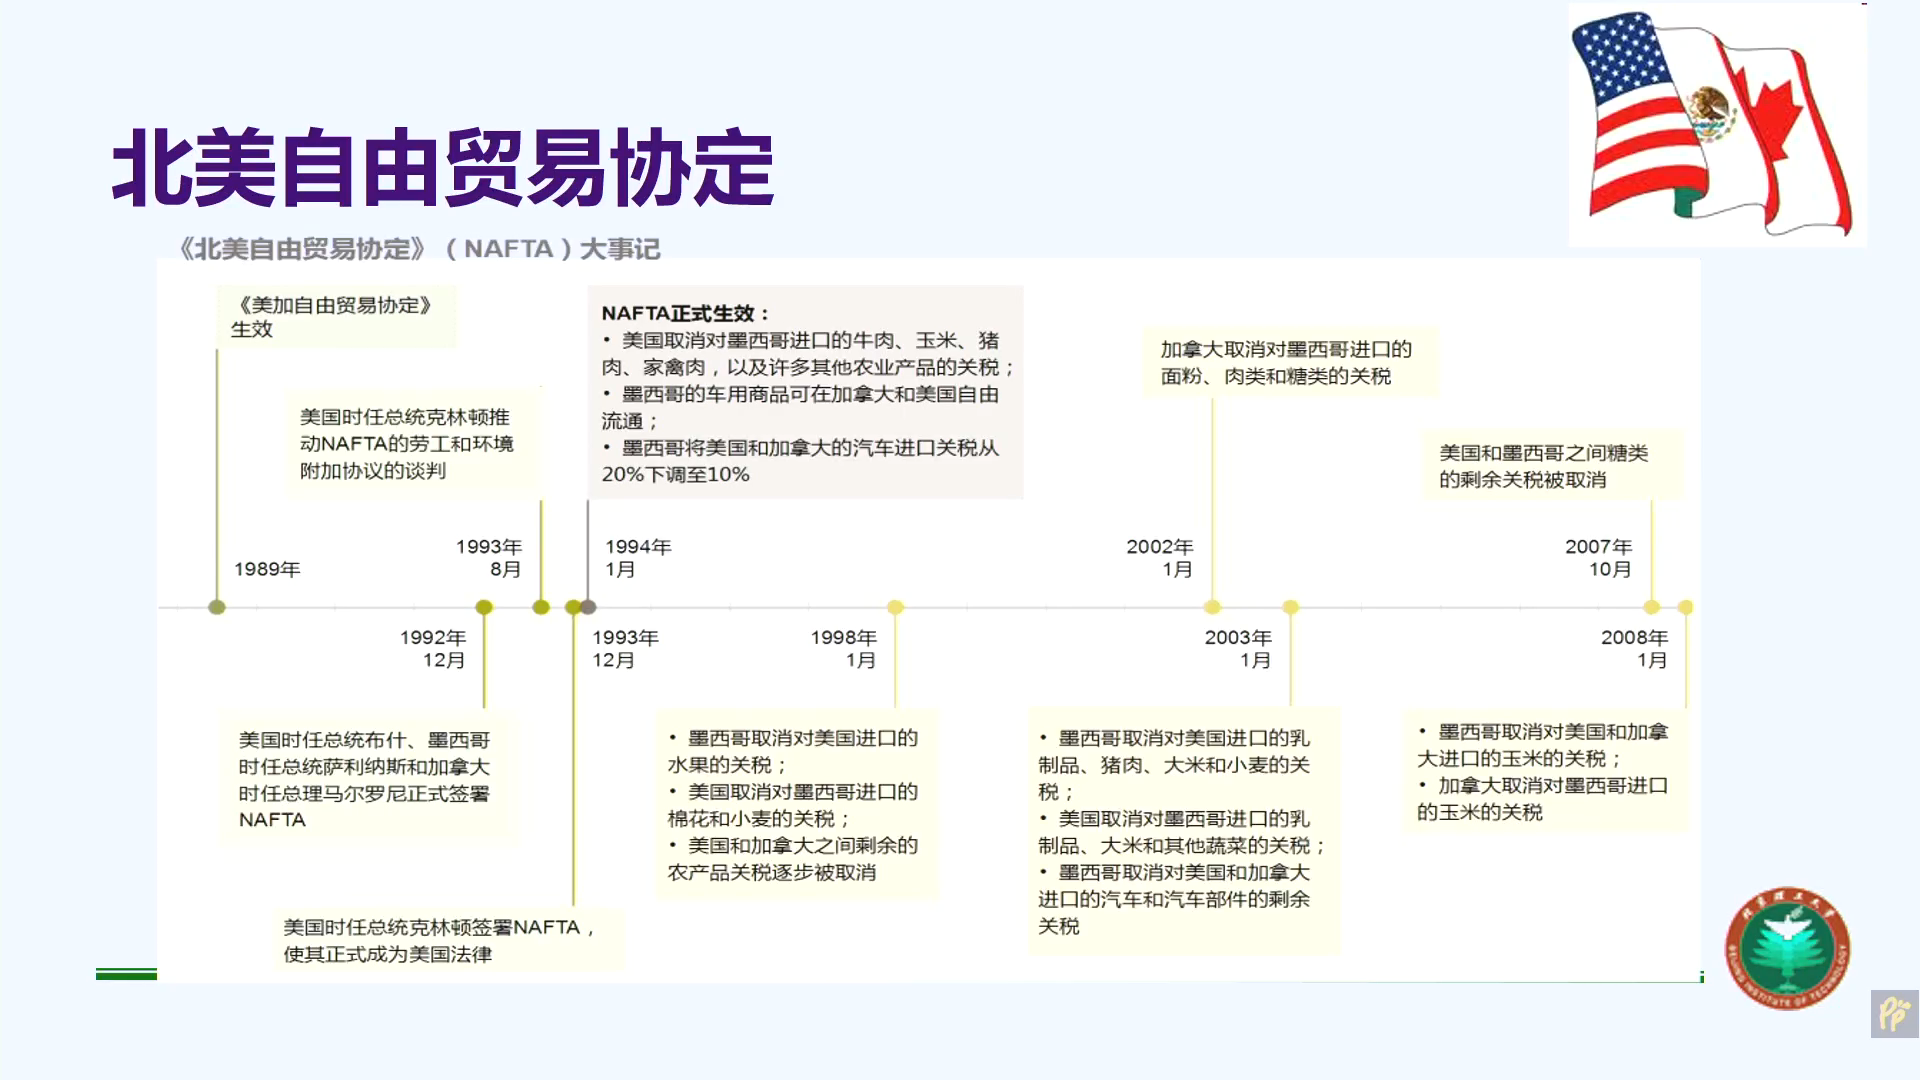 北美自由贸易协定
《北美自由贸易协定》（NAFTA）大事记
《美加自由贸易协定》
生效
1989年
美国时任总统布什、墨西哥
时任总统萨利纳斯和加拿大
时任总理马尔罗尼正式签署
NAFTA
1992年
12月
美国时任总统克林顿推
动NAFTA的劳工和环境
附加协议的谈判
1993年
8月
美国时任总统克林顿签署NAFTA，
使其正式成为美国法律
1993年
12月
NAFTA正式生效：
• 美国取消对墨西哥进口的牛肉、玉米、猪
肉、家禽肉，以及许多其他农业产品的关税；
• 墨西哥的车用商品可在加拿大和美国自由
流通；
• 墨西哥将美国和加拿大的汽车进口关税从
20%下调至10%
1994年
1月
1998年
1月
• 墨西哥取消对美国进口的
水果的关税；
• 美国取消对墨西哥进口的
棉花和小麦的关税；
• 美国和加拿大之间剩余的
农产品关税逐步被取消
加拿大取消对墨西哥进口的
面粉、肉类和糖类的关税
2002年
1月
2003年
1月
• 墨西哥取消对美国进口的乳
制品、猪肉、大米和小麦的关
税；
• 美国取消对墨西哥进口的乳
制品、大米和其他蔬菜的关税；
• 墨西哥取消对美国和加拿大
进口的汽车和汽车部件的剩余
关税
美国和墨西哥之间糖类
的剩余关税被取消
2007年
10月
2008年
1月
• 墨西哥取消对美国和加拿
大进口的玉米的关税；
• 加拿大取消对墨西哥进口
的玉米的关税
北京理工大学
BEIJING INSTITUTE OF TECHNOLOGY